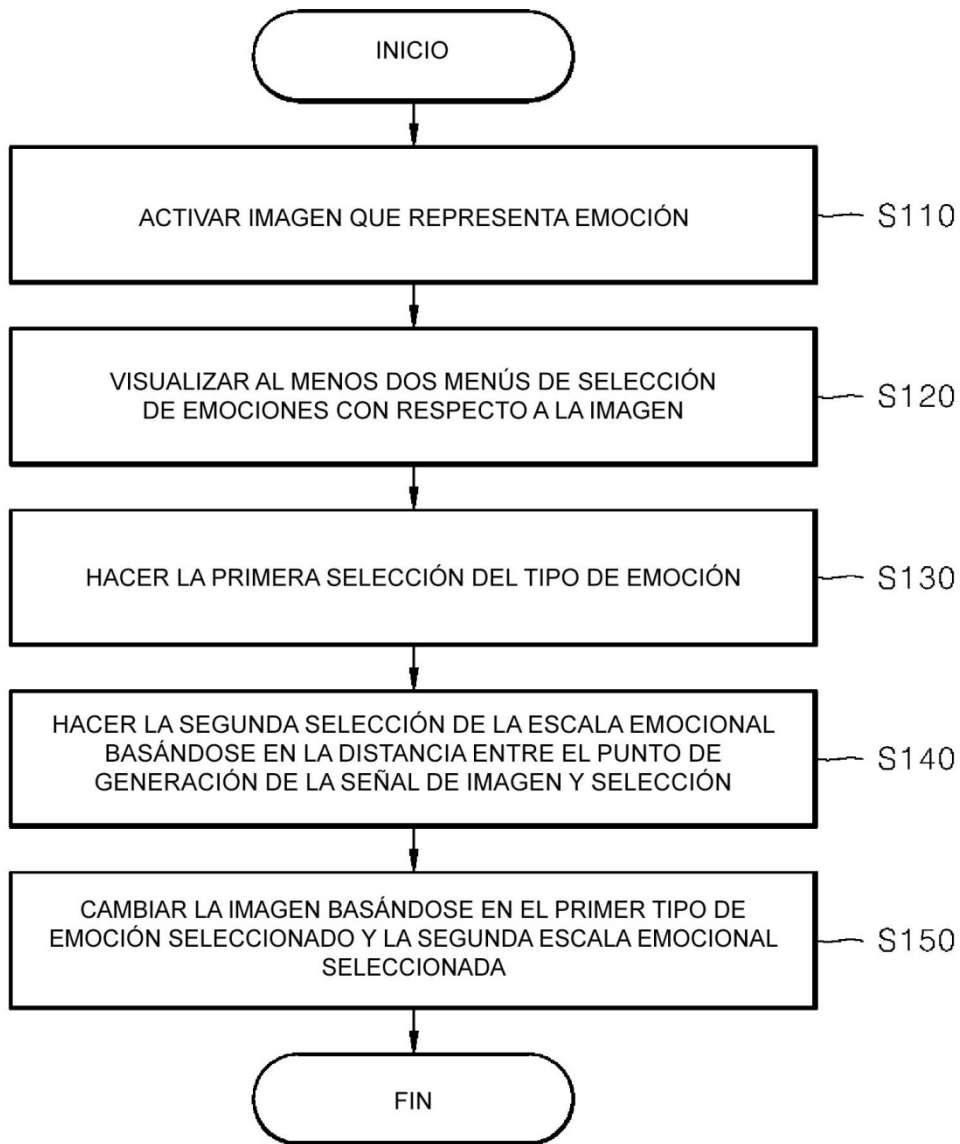 INICIO
ACTIVAR IMAGEN QUE REPRESENTA EMOCIÓN
S110
VISUALIZAR AL MENOS DOS MENÚS DE SELECCIÓN
DE EMOCIONES CON RESPECTO A LA IMAGEN
S120
HACER LA PRIMERA SELECCIÓN DEL TIPO DE EMOCIÓN
S130
HACER LA SEGUNDA SELECCIÓN DE LA ESCALA EMOCIONAL
BASÁNDOSE EN LA DISTANCIA ENTRE EL PUNTO DE
GENERACIÓN DE LA SEÑAL DE IMAGEN Y SELECCIÓN
S140
CAMBIAR LA IMAGEN BASÁNDOSE EN EL PRIMER TIPO DE
EMOCIÓN SELECCIONADO Y LA SEGUNDA ESCALA EMOCIONAL
SELECCIONADA
S150
FIN